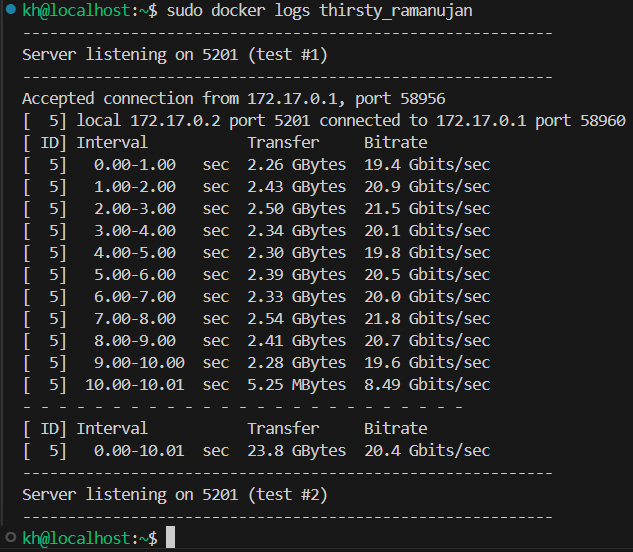 kh@localhost:~$ sudo docker logs thirsty_ramanujan
-----------------------------------------------------------
Server listening on 5201 (test #1)
-----------------------------------------------------------
Accepted connection from 172.17.0.1, port 58956
[  5] local 172.17.0.2 port 5201 connected to 172.17.0.1 port 58960
[ ID] Interval           Transfer     Bitrate
[  5]   0.00-1.00   sec  2.26 GBytes  19.4 Gbits/sec
[  5]   1.00-2.00   sec  2.43 GBytes  20.9 Gbits/sec
[  5]   2.00-3.00   sec  2.50 GBytes  21.5 Gbits/sec
[  5]   3.00-4.00   sec  2.34 GBytes  20.1 Gbits/sec
[  5]   4.00-5.00   sec  2.30 GBytes  19.8 Gbits/sec
[  5]   5.00-6.00   sec  2.39 GBytes  20.5 Gbits/sec
[  5]   6.00-7.00   sec  2.33 GBytes  20.0 Gbits/sec
[  5]   7.00-8.00   sec  2.54 GBytes  21.8 Gbits/sec
[  5]   8.00-9.00   sec  2.41 GBytes  20.7 Gbits/sec
[  5]   9.00-10.00  sec  2.28 GBytes  19.6 Gbits/sec
[  5]  10.00-10.01  sec  5.25 MBytes  8.49 Gbits/sec
- - - - - - - - - - - - - - - - - - - - - - - - -
[ ID] Interval           Transfer     Bitrate
[  5]   0.00-10.01  sec  23.8 GBytes  20.4 Gbits/sec
-----------------------------------------------------------
Server listening on 5201 (test #2)
-----------------------------------------------------------
kh@localhost:~$